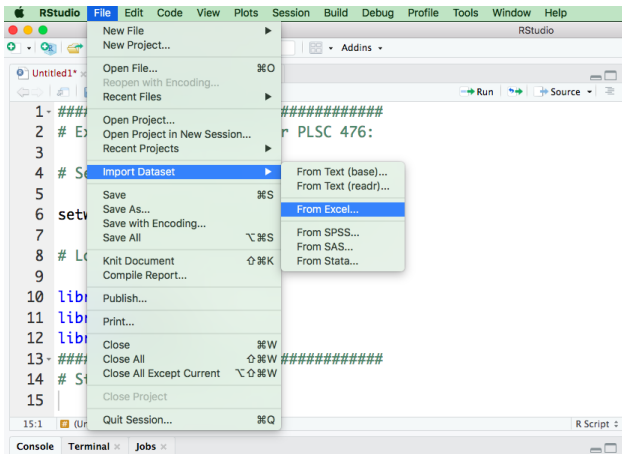 RStudio File Edit Code View Plots Session Build Debug Profile Tools Window Help
RStudio
Addins
Untitled1*
Run Source
New File
New Project...
Open File... ⌘O
Reopen with Encoding...
Recent Files
Open Project...
Open Project in New Session...
Recent Projects
Import Dataset
Save ⌘S
Save As...
Save with Encoding...
Save All ⌥⌘S
Knit Document ⇧⌘K
Compile Report...
Publish...
Print...
Close ⌘W
Close All ⇧⌘W
Close All Except Current ⌥⇧⌘W
Close Project
Quit Session... ⌘Q
From Text (base)...
From Text (readr)...
From Excel...
From SPSS...
From SAS...
From Stata...
1 #### ############
2 # Ex r PLSC 476:
3
4 # Se
5
6 setw
7
8 # Lo
9
10 libr
11 libr
12 libr
13 #### ############
14 # St
15
15:1 (Un R Script
Console Terminal Jobs